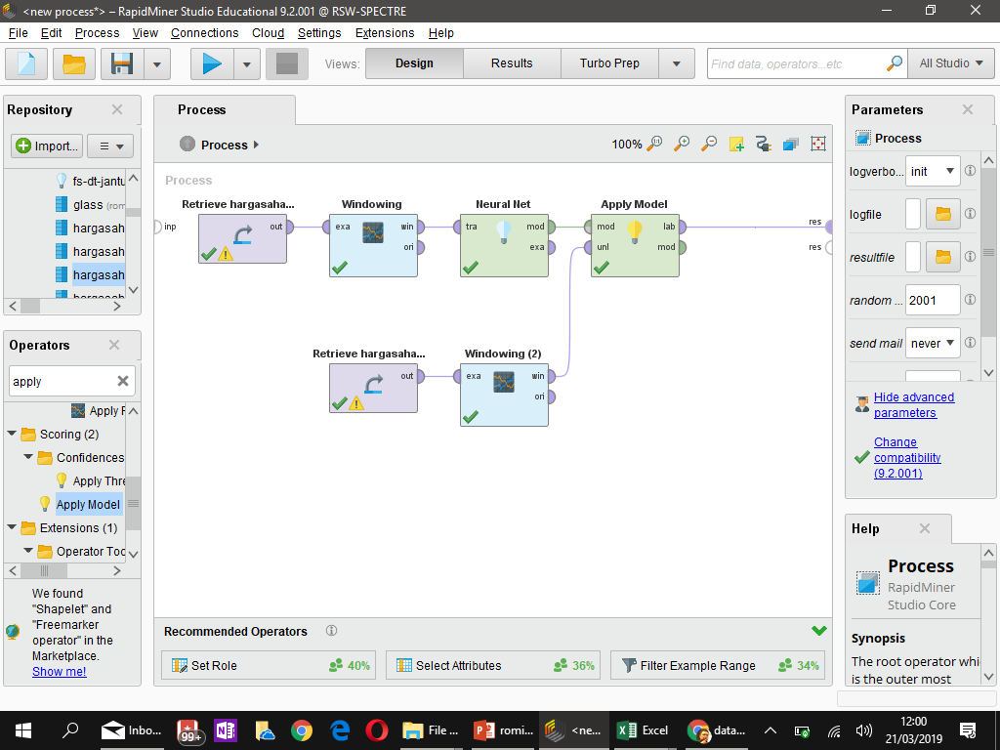 <new process*> – RapidMiner Studio Educational 9.2.001 @ RSW-SPECTRE
File Edit Process View Connections Cloud Settings Extensions Help
Views: Design Results Turbo Prep Find data, operators...etc All Studio
Repository
Import...
fs-dt-jantu
glass (rom
hargasah
hargasah
hargasah
hargasah
Operators
apply
Apply F
Scoring (2)
Confidences
Apply Thre
Apply Model
Extensions (1)
Operator Toc
We found
"Shapelet" and
"Freemarker
operator" in the
Marketplace.
Show me!
Process
Process
100%
Process
Retrieve hargasaha... Windowing Neural Net Apply Model
inp out exa win tra mod mod lab res
ori exa unl mod res
Retrieve hargasaha... Windowing (2)
out exa win
ori
Recommended Operators
Set Role 40% Select Attributes 36% Filter Example Range 34%
Parameters
Process
logverbo... init
logfile
resultfile
random ... 2001
send mail never
Hide advanced
parameters
Change
compatibility
(9.2.001)
Help
Process
RapidMiner
Studio Core
Synopsis
The root operator whi
is the outer most
Inbo... 99+ File ... romi... <ne... Excel data...
12:00
21/03/2019